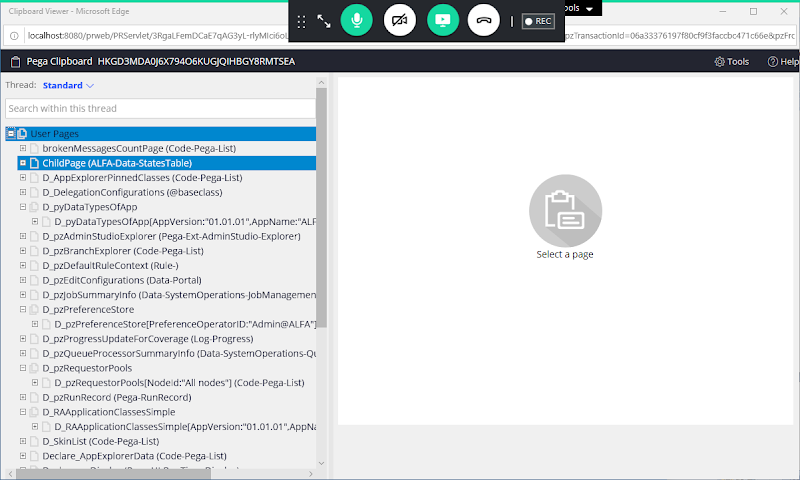 Clipboard Viewer - Microsoft Edge
ools
REC
localhost:8080/prweb/PRServlet/3RgaLFemDCaE7qAG3yL-rlyMIci6oL
pzTransactionId=06a33376197f80cf9f3faccbc471c66e&pzFrc
Pega Clipboard HKGD3MDA0J6X794O6KUGJQIHBGY8RMTSEA
Tools
Help
Thread: Standard
Search within this thread
User Pages
brokenMessagesCountPage (Code-Pega-List)
ChildPage (ALFA-Data-StatesTable)
D_AppExplorerPinnedClasses (Code-Pega-List)
D_DelegationConfigurations (@baseclass)
D_pyDataTypesOfApp
D_pyDataTypesOfApp[AppVersion:"01.01.01",AppName:"ALF
D_pzAdminStudioExplorer (Pega-Ext-AdminStudio-Explorer)
D_pzBranchExplorer (Code-Pega-List)
D_pzDefaultRuleContext (Rule-)
D_pzEditConfigurations (Data-Portal)
D_pzJobSummaryInfo (Data-SystemOperations-JobManagemen
D_pzPreferenceStore
D_pzPreferenceStore[PreferenceOperatorID:"Admin@ALFA"]
D_pzProgressUpdateForCoverage (Log-Progress)
D_pzQueueProcessorSummaryInfo (Data-SystemOperations-Qu
D_pzRequestorPools
D_pzRequestorPools[NodeId:"All nodes"] (Code-Pega-List)
D_pzRunRecord (Pega-RunRecord)
D_RAApplicationClassesSimple
D_RAApplicationClassesSimple[AppVersion:"01.01.01",AppNa
D_SkinList (Code-Pega-List)
Declare_AppExplorerData (Code-Pega-List)
Select a page